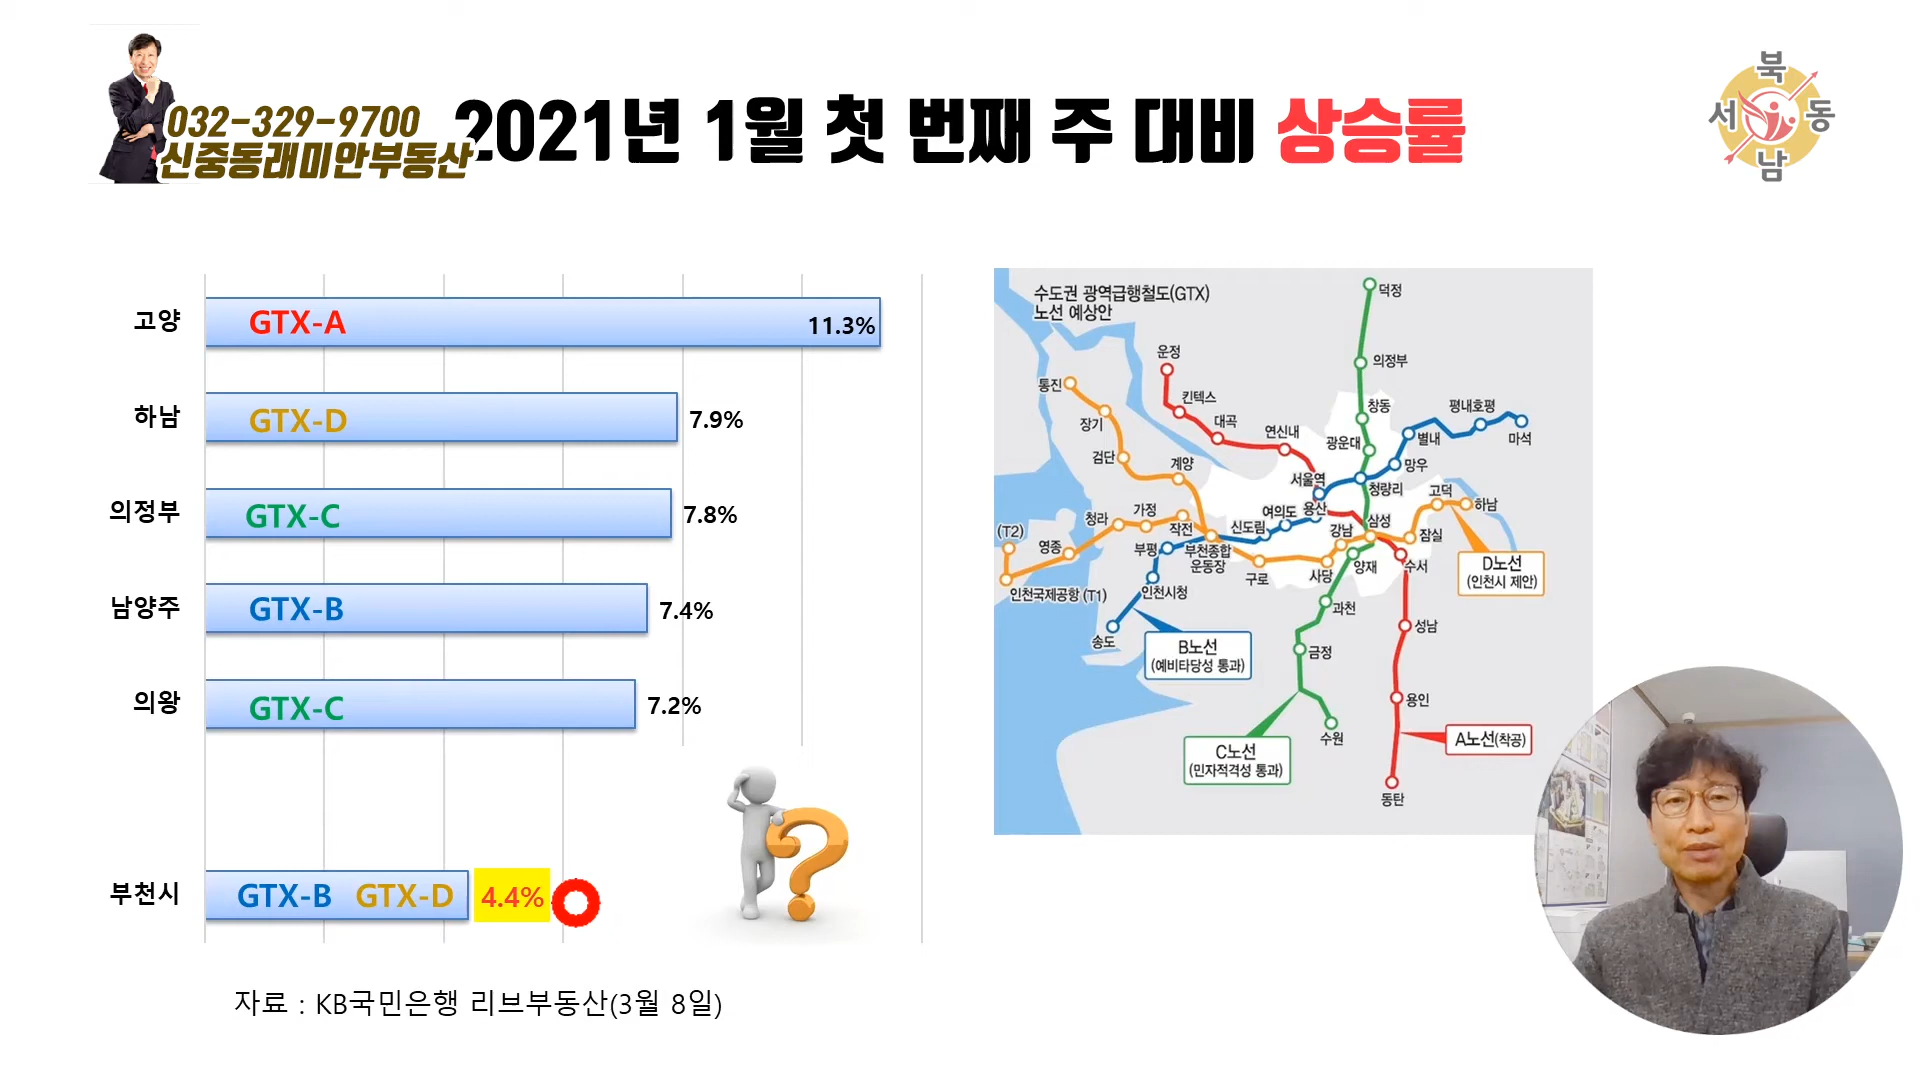 032-329-9700
신중동래미안부동산
2021년 1월 첫 번째 주 대비 상승률
북
서
동
남
고양
GTX-A
11.3%
하남
GTX-D
7.9%
의정부
GTX-C
7.8%
남양주
GTX-B
7.4%
의왕
GTX-C
7.2%
부천시
GTX-B
GTX-D
4.4%
자료 : KB국민은행 리브부동산(3월 8일)
수도권 광역급행철도(GTX)
노선 예상안
덕정
운정
의정부
통진
킨텍스
창동
평내호평
대곡
장기
연신내
광운대
별내
마석
검단
계양
망우
서울역
청량리
고덕
하남
가정
청라
여의도
용산
삼성
작전
신도림
강남
잠실
(T2)
영종
부평
부천종합
운동장
구로
사당
양재
수서
D노선
(인천시 제안)
인천국제공항 (T1)
인천시청
과천
성남
송도
B노선
(예비타당성 통과)
금정
용인
C노선
(민자적격성 통과)
수원
A노선(착공)
동탄